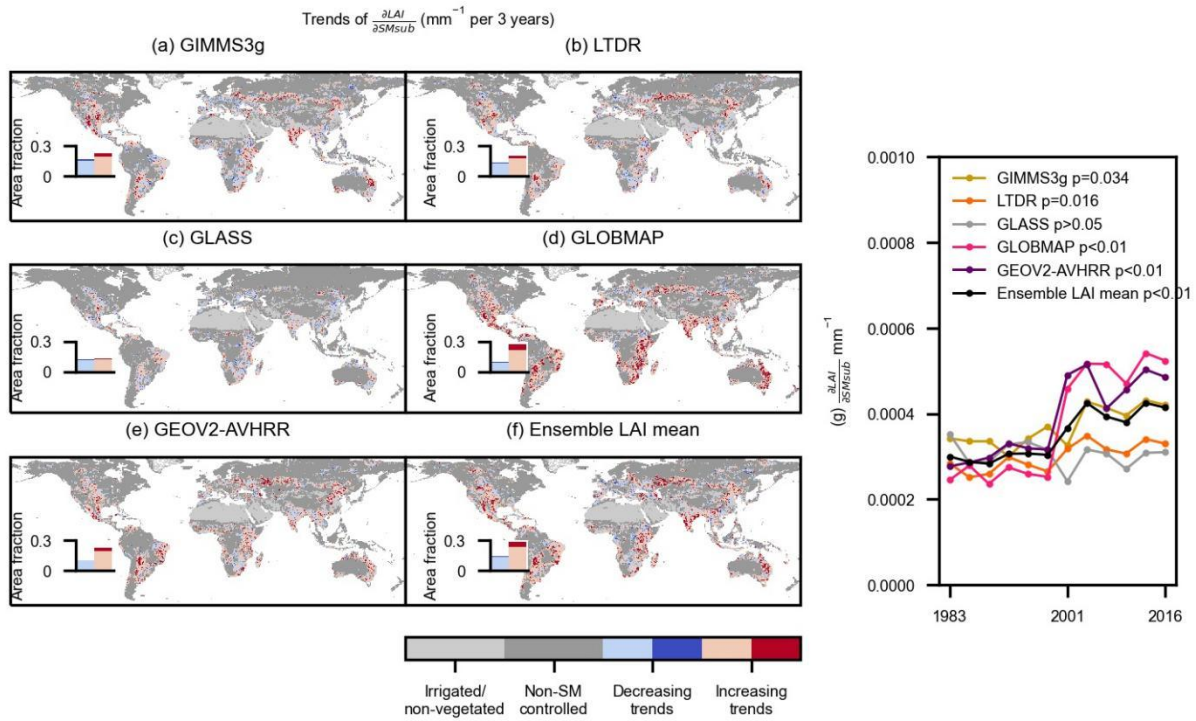 Trends of ∂LAI/∂SMsub (mm⁻¹ per 3 years)
(a) GIMMS3g
(b) LTDR
Area fraction
0.3
0
Area fraction
0.3
0
(c) GLASS
(d) GLOBMAP
Area fraction
0.3
0
Area fraction
0.3
0
(e) GEOV2-AVHRR
(f) Ensemble LAI mean
Area fraction
0.3
0
Area fraction
0.3
0
Irrigated/
non-vegetated
Non-SM
controlled
Decreasing
trends
Increasing
trends
(g) ∂LAI/∂SMsub mm⁻¹
0.0010
0.0008
0.0006
0.0004
0.0002
0.0000
1983
2001
2016
GIMMS3g p=0.034
LTDR p=0.016
GLASS p>0.05
GLOBMAP p<0.01
GEOV2-AVHRR p<0.01
Ensemble LAI mean p<0.01